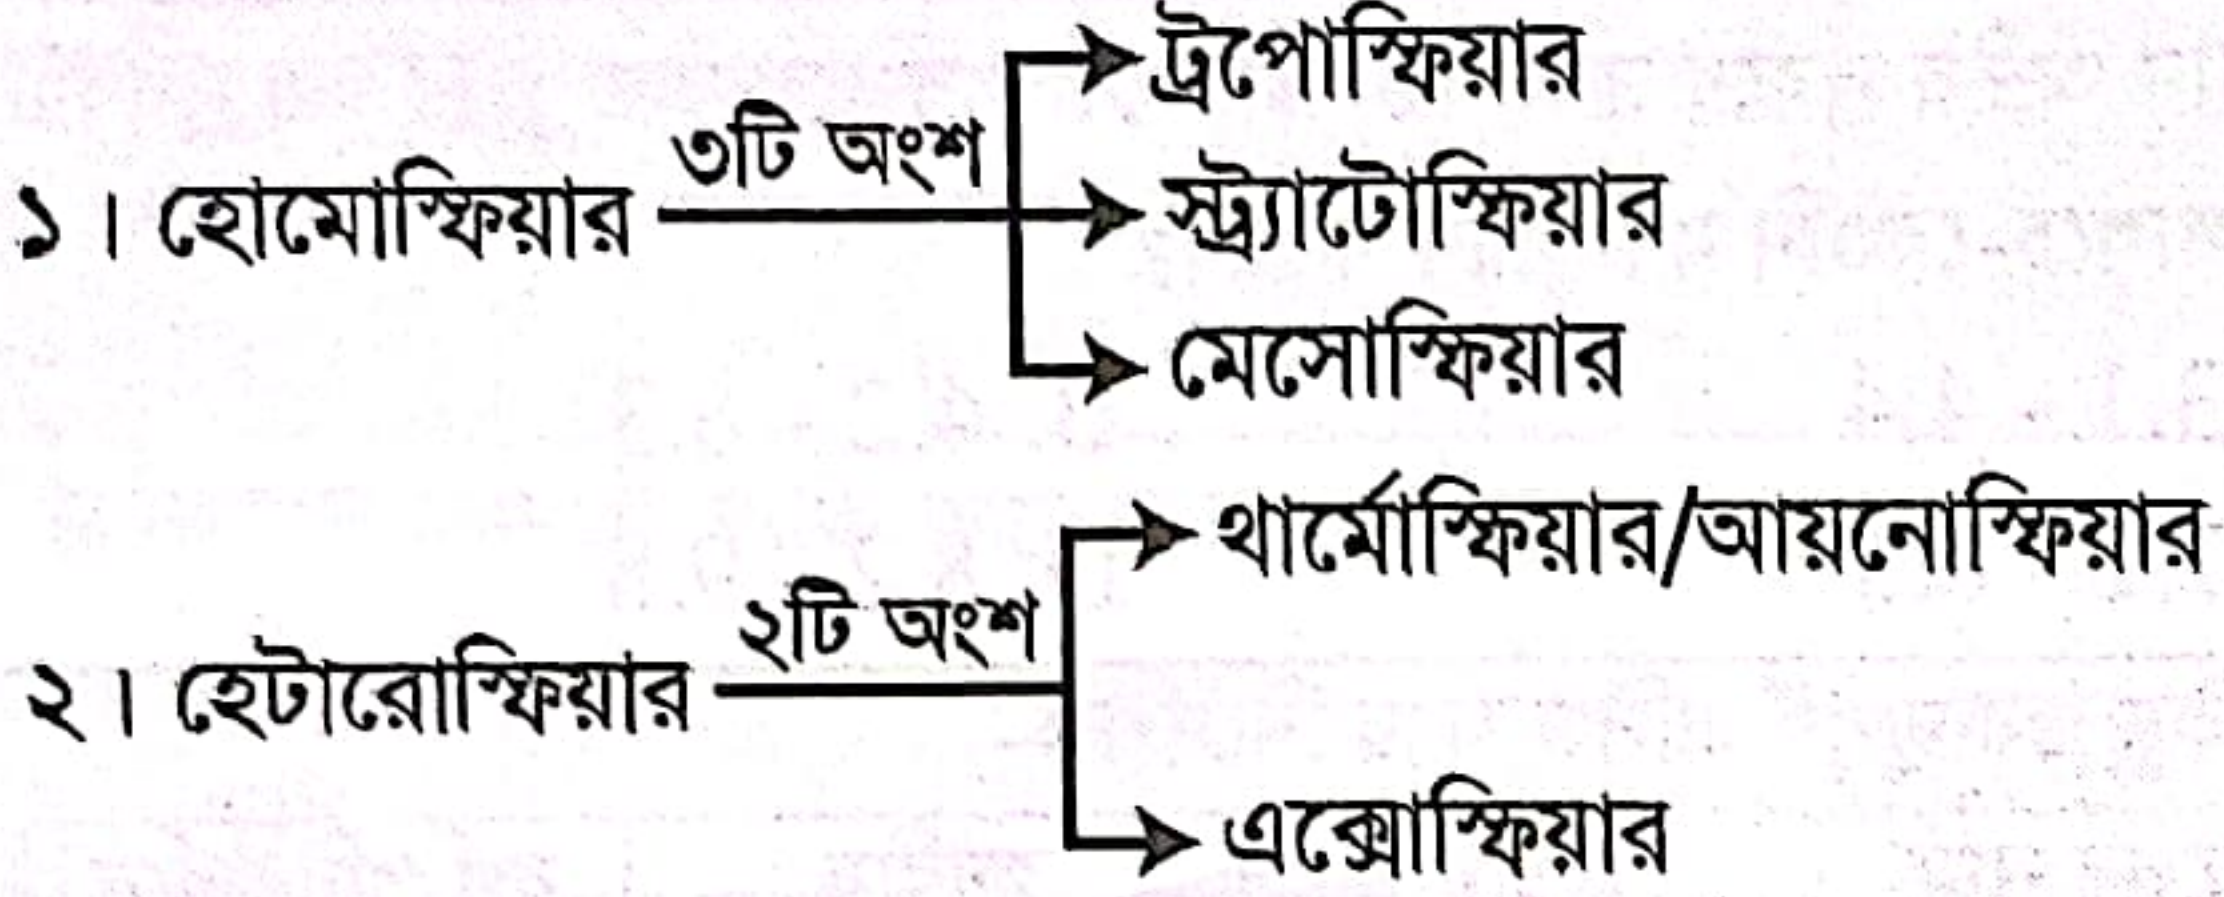 ট্রপোস্ফিয়ার
৩টি অংশ
১। হোমোস্ফিয়ার
স্ট্র্যাটোস্ফিয়ার
মেসোস্ফিয়ার
থার্মোস্ফিয়ার/আয়নোস্ফিয়ার
২টি অংশ
২। হেটারোস্ফিয়ার
এক্সোস্ফিয়ার